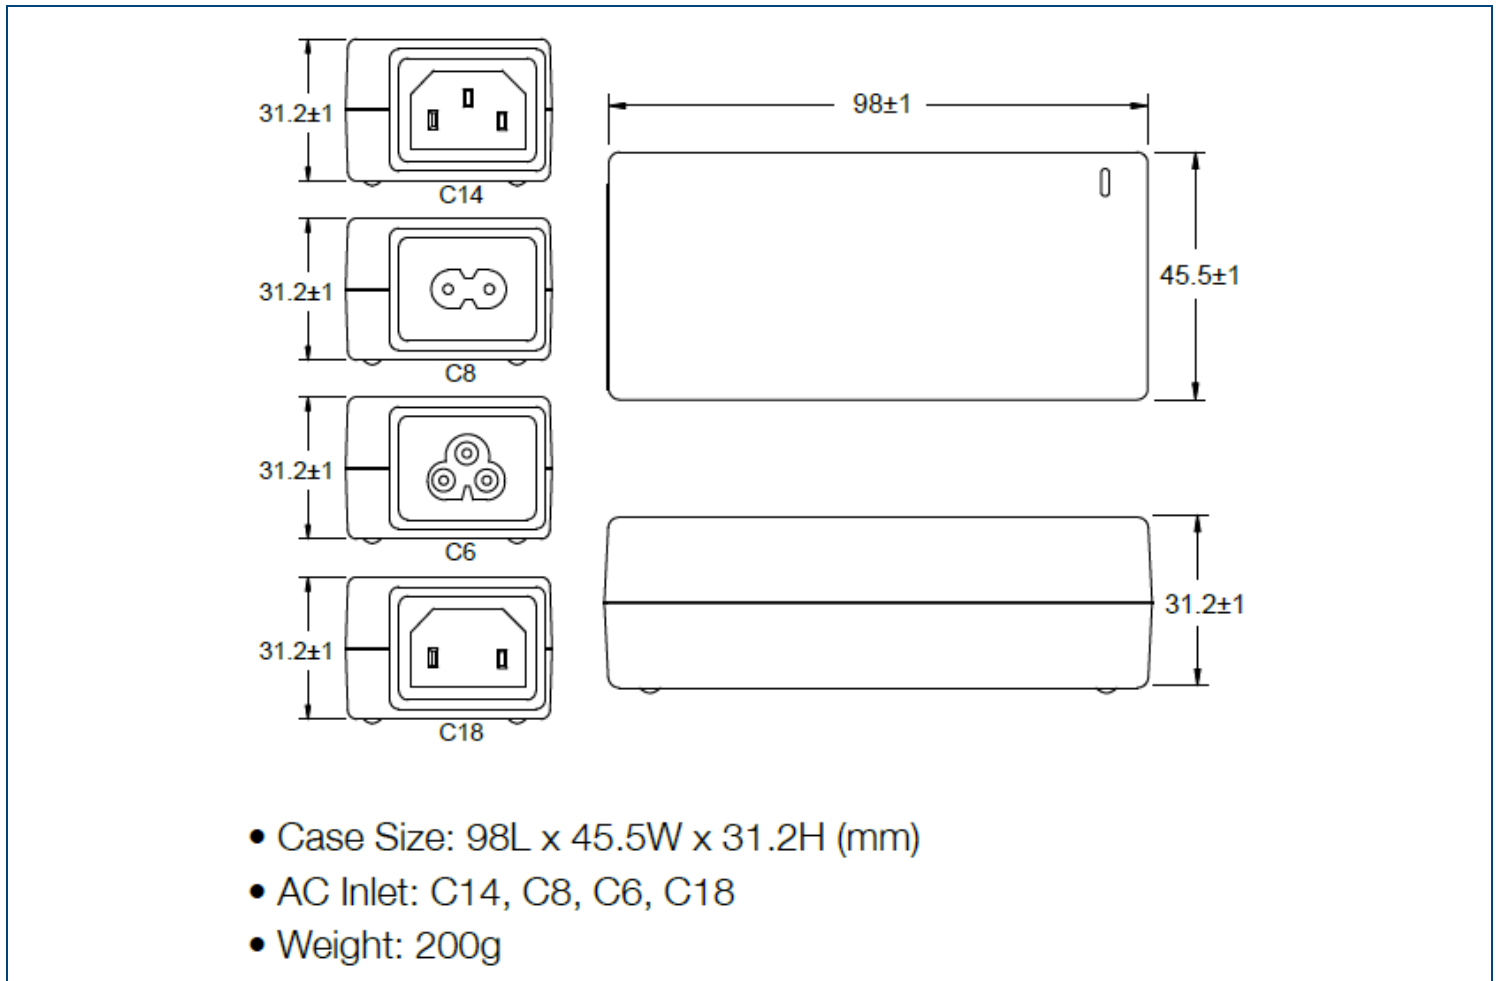 31.2±1
C14
31.2±1
C8
31.2±1
C6
31.2±1
C18
98±1
45.5±1
31.2±1
• Case Size: 98L x 45.5W x 31.2H (mm)
• AC Inlet: C14, C8, C6, C18
• Weight: 200g